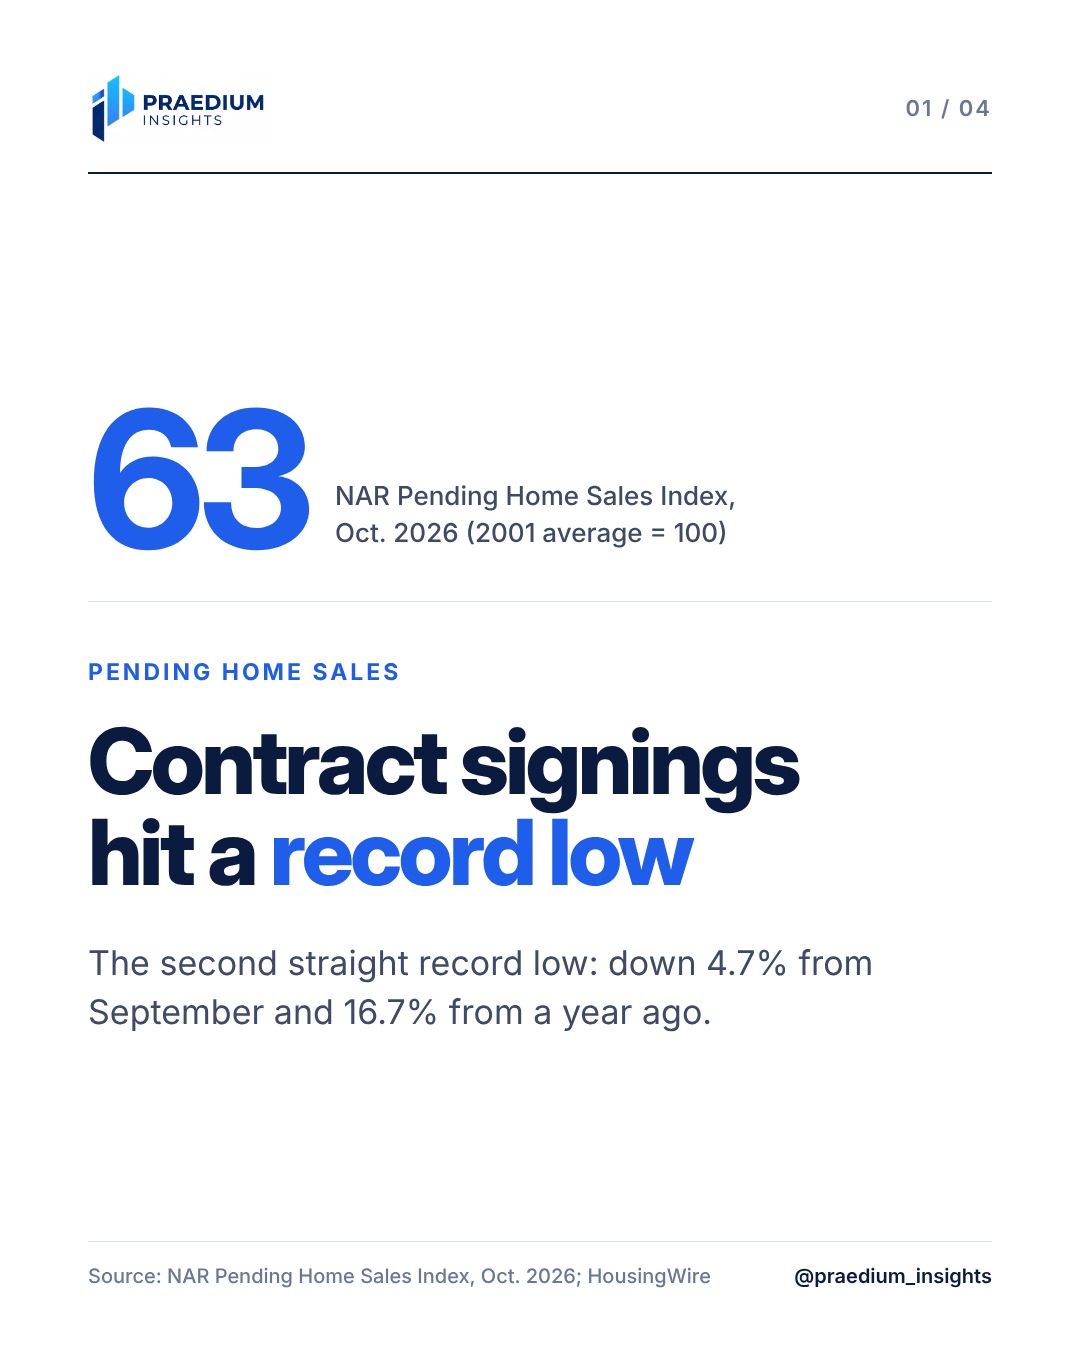 PRAEDIUM
INSIGHTS
01 / 04
63
NAR Pending Home Sales Index,
Oct. 2026 (2001 average = 100)
PENDING HOME SALES
Contract signings
hit a record low
The second straight record low: down 4.7% from
September and 16.7% from a year ago.
Source: NAR Pending Home Sales Index, Oct. 2026; HousingWire
@praedium_insights